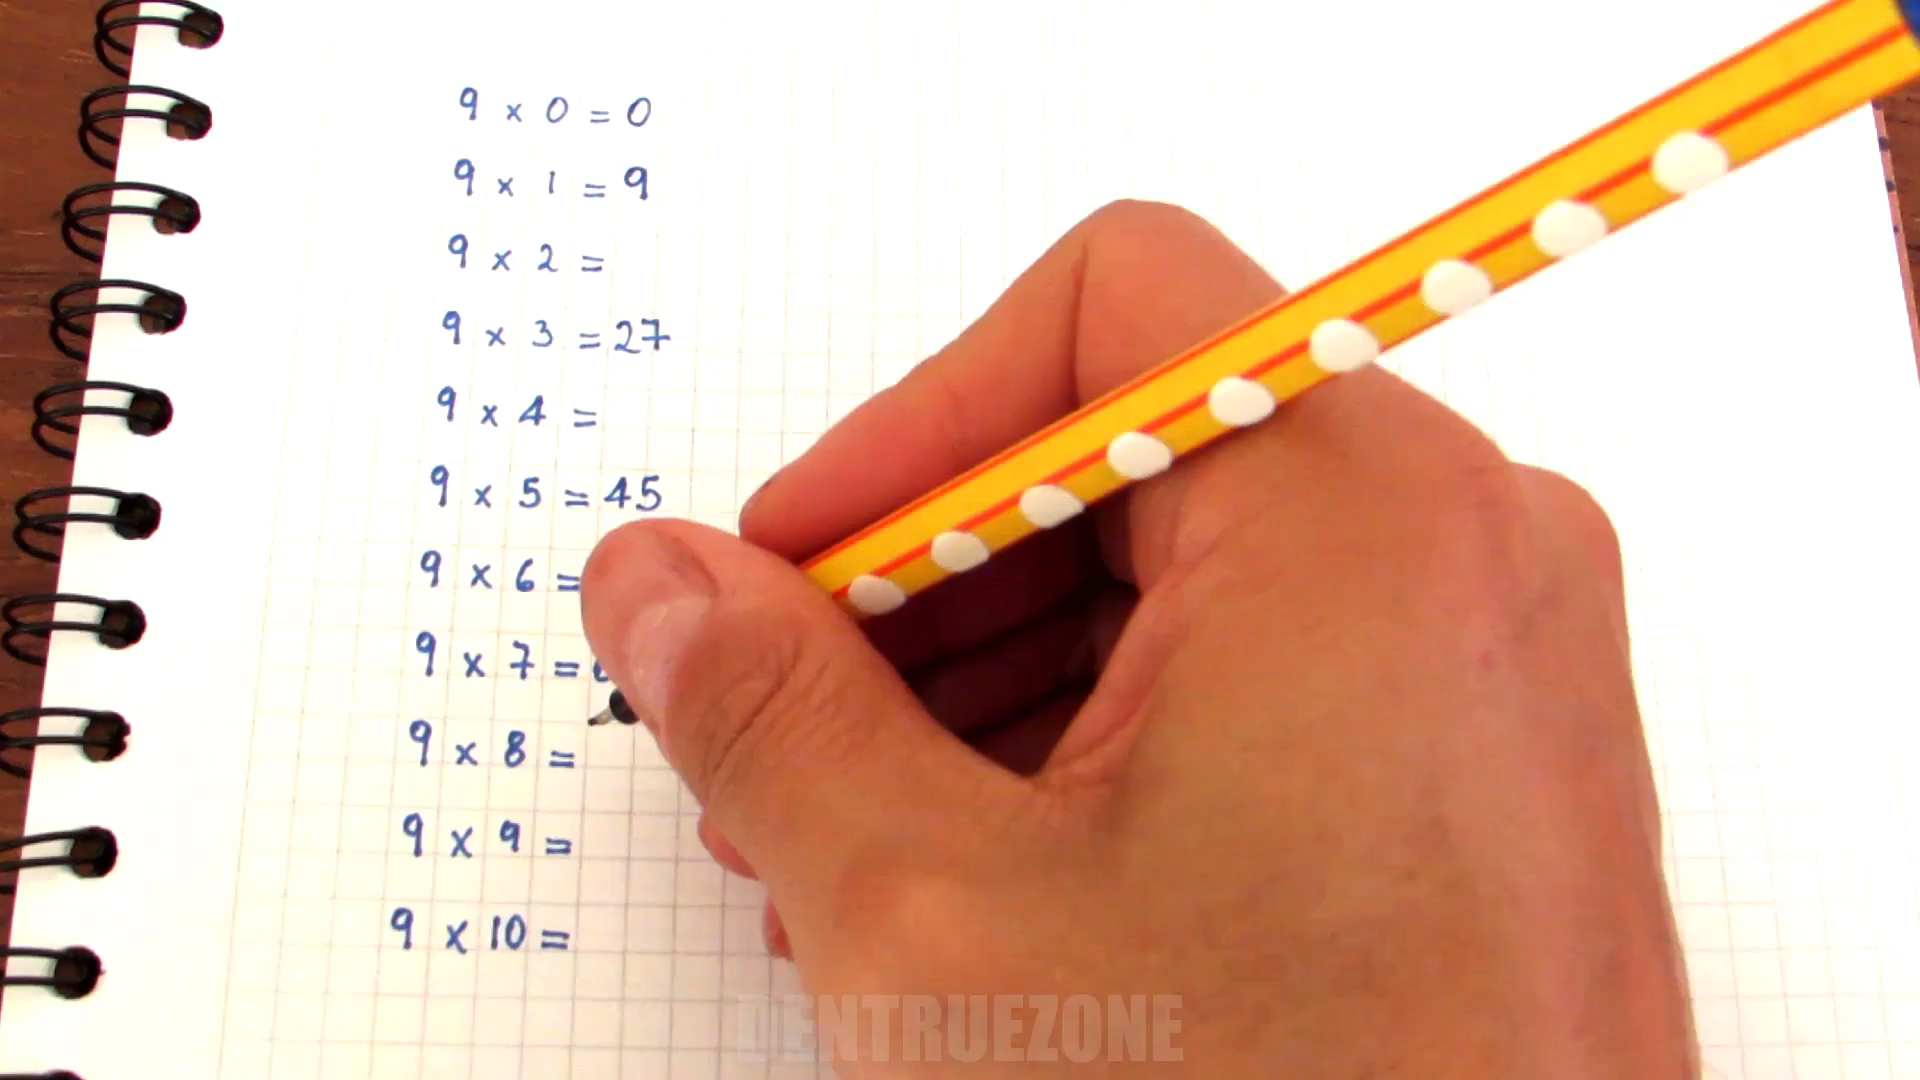 9 x 0 = 0
9 x 1 = 9
9 x 2 =
9 x 3 = 27
9 x 4 =
9 x 5 = 45
9 x 6 =
9 x 7 =
9 x 8 =
9 x 9 =
9 x 10 =
DENTRUEZONE